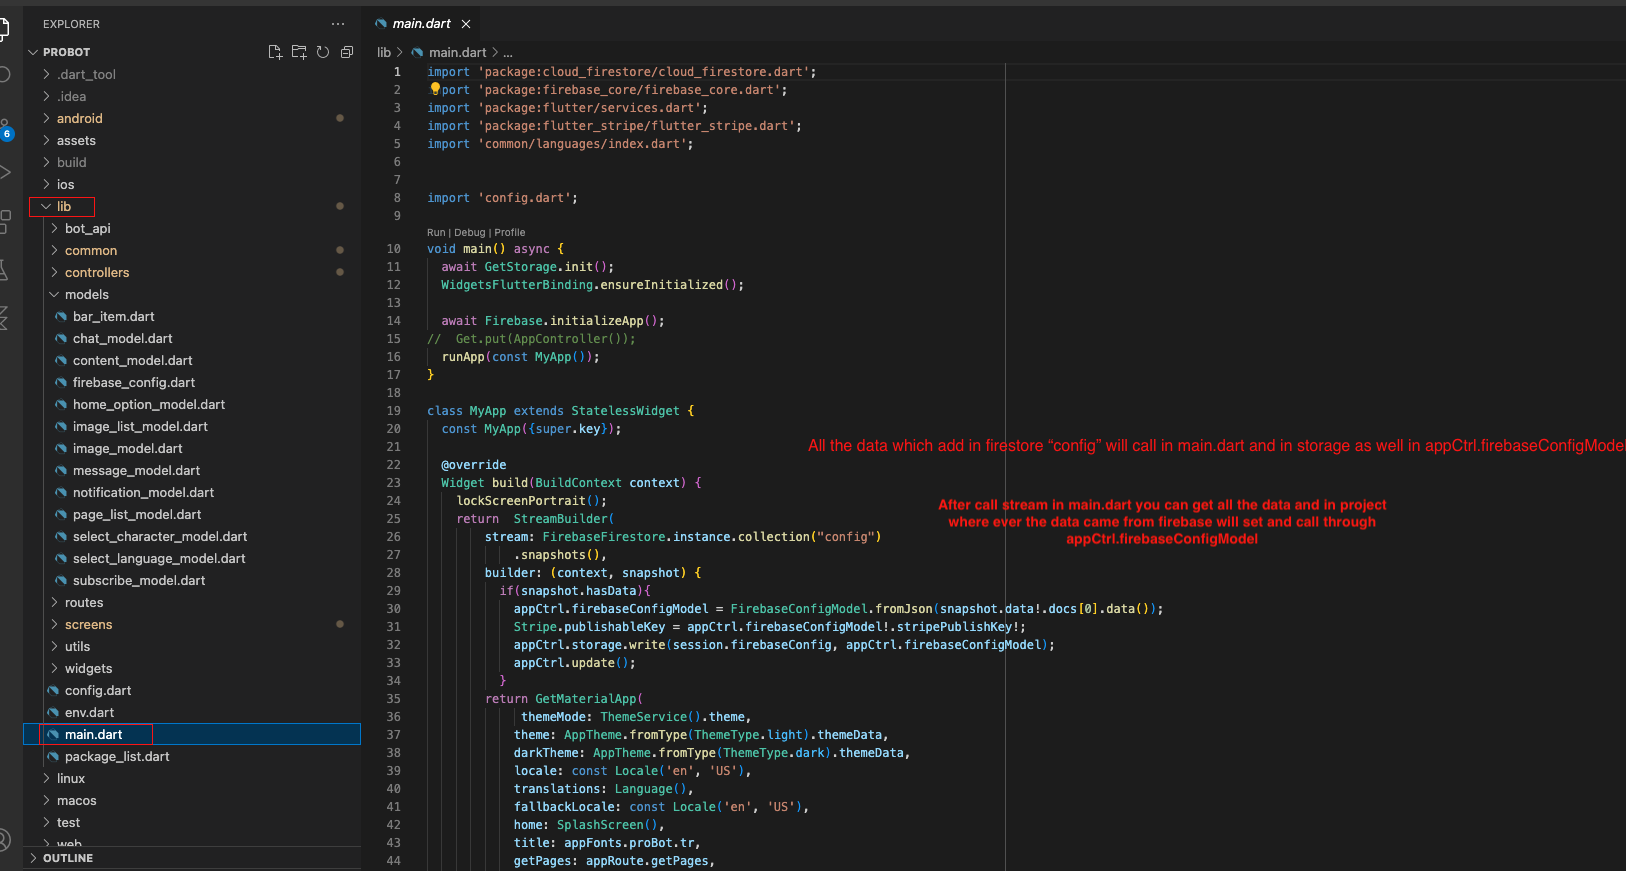 EXPLORER
PROBOT
.dart_tool
.idea
android
assets
build
ios
lib
bot_api
common
controllers
models
bar_item.dart
chat_model.dart
content_model.dart
firebase_config.dart
home_option_model.dart
image_list_model.dart
image_model.dart
message_model.dart
notification_model.dart
page_list_model.dart
select_character_model.dart
select_language_model.dart
subscribe_model.dart
routes
screens
utils
widgets
config.dart
env.dart
main.dart
package_list.dart
linux
macos
test
web
OUTLINE
6
main.dart
lib > main.dart > ...
1 import 'package:cloud_firestore/cloud_firestore.dart';
2 port 'package:firebase_core/firebase_core.dart';
3 import 'package:flutter/services.dart';
4 import 'package:flutter_stripe/flutter_stripe.dart';
5 import 'common/languages/index.dart';
6
7
8 import 'config.dart';
9
Run | Debug | Profile
10 void main() async {
11 await GetStorage.init();
12 WidgetsFlutterBinding.ensureInitialized();
13
14 await Firebase.initializeApp();
15 // Get.put(AppController());
16 runApp(const MyApp());
17 }
18
19 class MyApp extends StatelessWidget {
20 const MyApp({super.key});
21
All the data which add in firestore “config” will call in main.dart and in storage as well in appCtrl.firebaseConfigModel
22 @override
23 Widget build(BuildContext context) {
24 lockScreenPortrait();
25 return StreamBuilder(
26 stream: FirebaseFirestore.instance.collection("config")
27 .snapshots(),
After call stream in main.dart you can get all the data and in project
where ever the data came from firebase will set and call through
appCtrl.firebaseConfigModel
28 builder: (context, snapshot) {
29 if(snapshot.hasData){
30 appCtrl.firebaseConfigModel = FirebaseConfigModel.fromJson(snapshot.data!.docs[0].data());
31 Stripe.publishableKey = appCtrl.firebaseConfigModel!.stripePublishKey!;
32 appCtrl.storage.write(session.firebaseConfig, appCtrl.firebaseConfigModel);
33 appCtrl.update();
34 }
35 return GetMaterialApp(
36 themeMode: ThemeService().theme,
37 theme: AppTheme.fromType(ThemeType.light).themeData,
38 darkTheme: AppTheme.fromType(ThemeType.dark).themeData,
39 locale: const Locale('en', 'US'),
40 translations: Language(),
41 fallbackLocale: const Locale('en', 'US'),
42 home: SplashScreen(),
43 title: appFonts.proBot.tr,
44 getPages: appRoute.getPages,